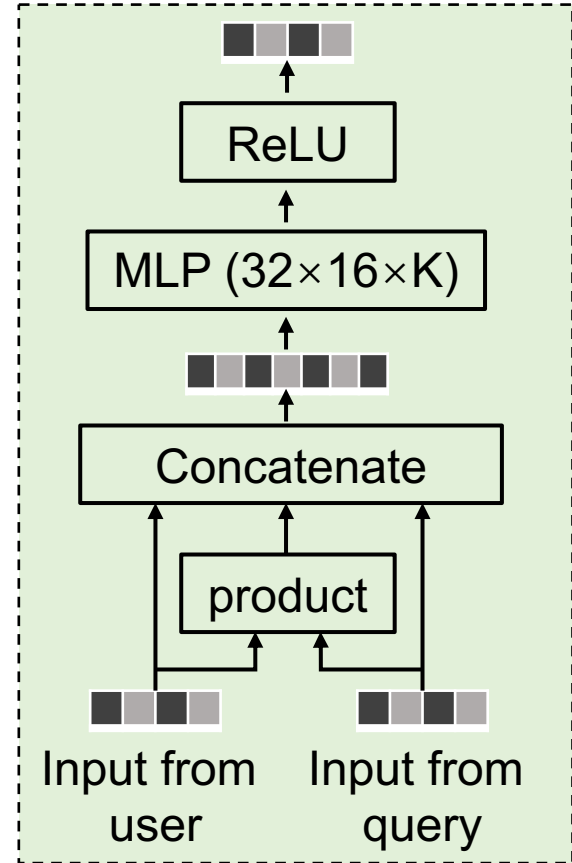 ReLU
MLP (32×16×K)
Concatenate
product
Input from
user
Input from
query